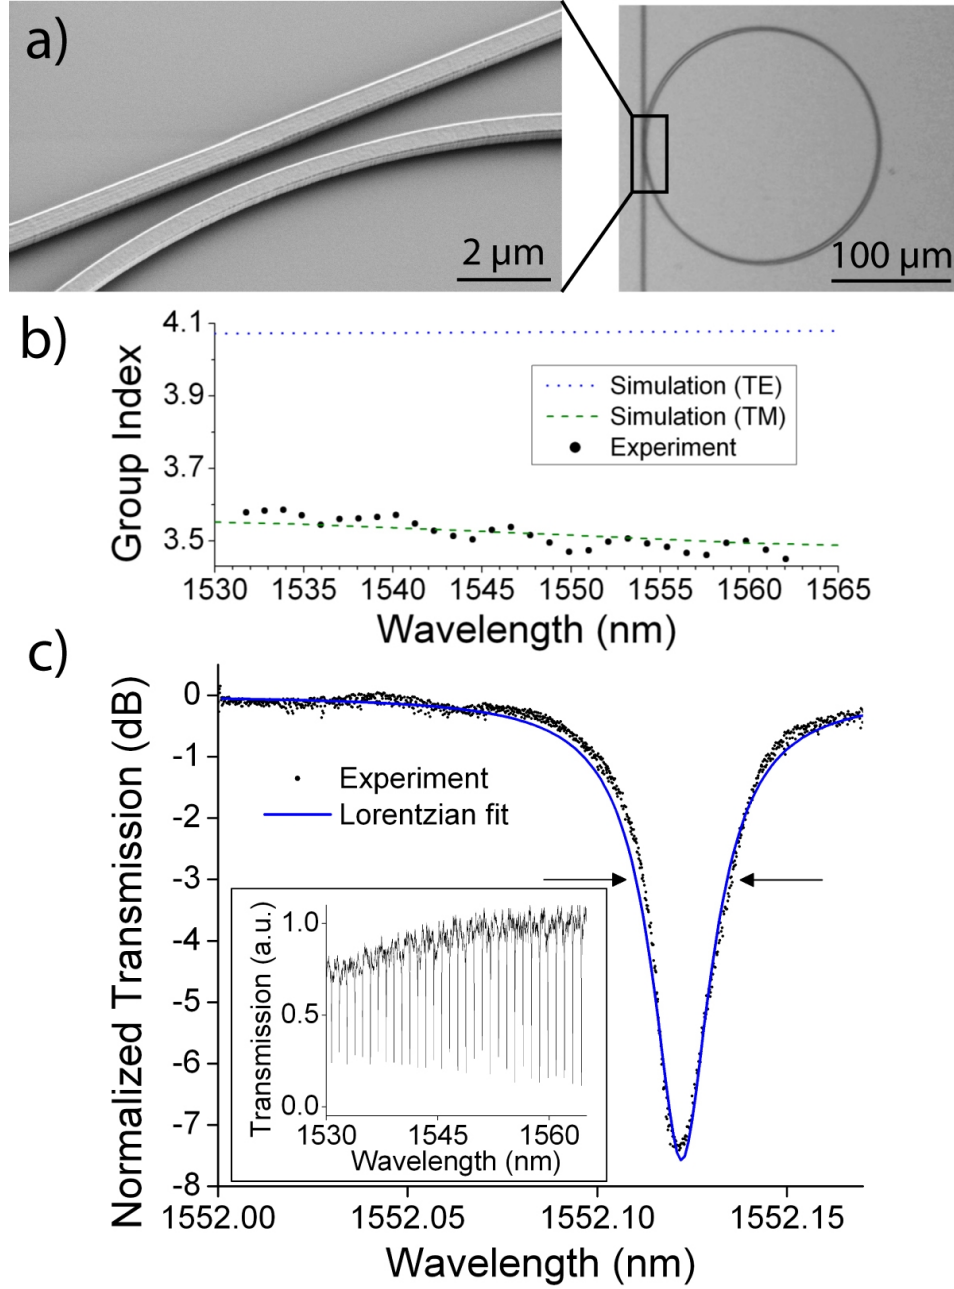 a)
2 µm
100 µm
b)
Group Index
4.1
3.9
3.7
3.5
Simulation (TE)
Simulation (TM)
Experiment
1530 1535 1540 1545 1550 1555 1560 1565
Wavelength (nm)
c)
Normalized Transmission (dB)
0
-1
-2
-3
-4
-5
-6
-7
-8
Experiment
Lorentzian fit
Transmission (a.u.)
1.0
0.5
0.0
1530 1545 1560
Wavelength (nm)
1552.00 1552.05 1552.10 1552.15
Wavelength (nm)